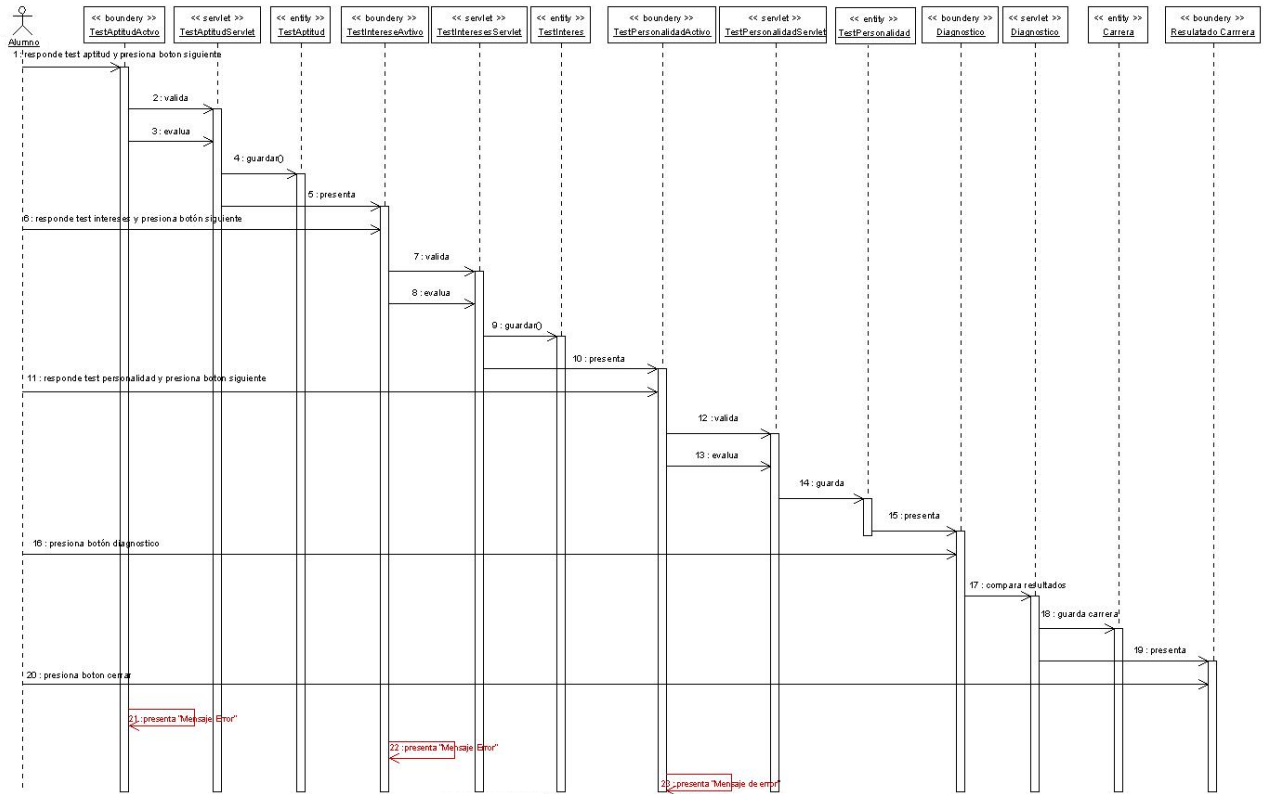 Alumno
<< boundery >>
TestAptitudActvo
<< servlet >>
TestAptitudServlet
<< entity >>
TestAptitud
<< boundery >>
TestIntereseAvtivo
<< servlet >>
TestInteresesServlet
<< entity >>
TestInteres
<< boundery >>
TestPersonalidadActivo
<< servlet >>
TestPersonalidadServlet
<< entity >>
TestPersonalidad
<< boundery >>
Diagnostico
<< servlet >>
Diagnostico
<< entity >>
Carrera
<< boundery >>
Resulatado Carrrera
1 : responde test aptitud y presiona boton siguiente
2 : valida
3 : evalua
4 : guardar()
5 : presenta
6 : responde test intereses y presiona botón siguiente
7 : valida
8 : evalua
9 : guardar()
10 : presenta
11 : responde test personalidad y presiona boton siguiente
12 : valida
13 : evalua
14 : guarda
15 : presenta
16 : presiona botón diagnostico
17 : compara resultados
18 : guarda carrera
19 : presenta
20 : presiona boton cerrar
21 : presenta "Mensaje Error"
22 : presenta "Mensaje Error"
23 : presenta "Mensaje de error"